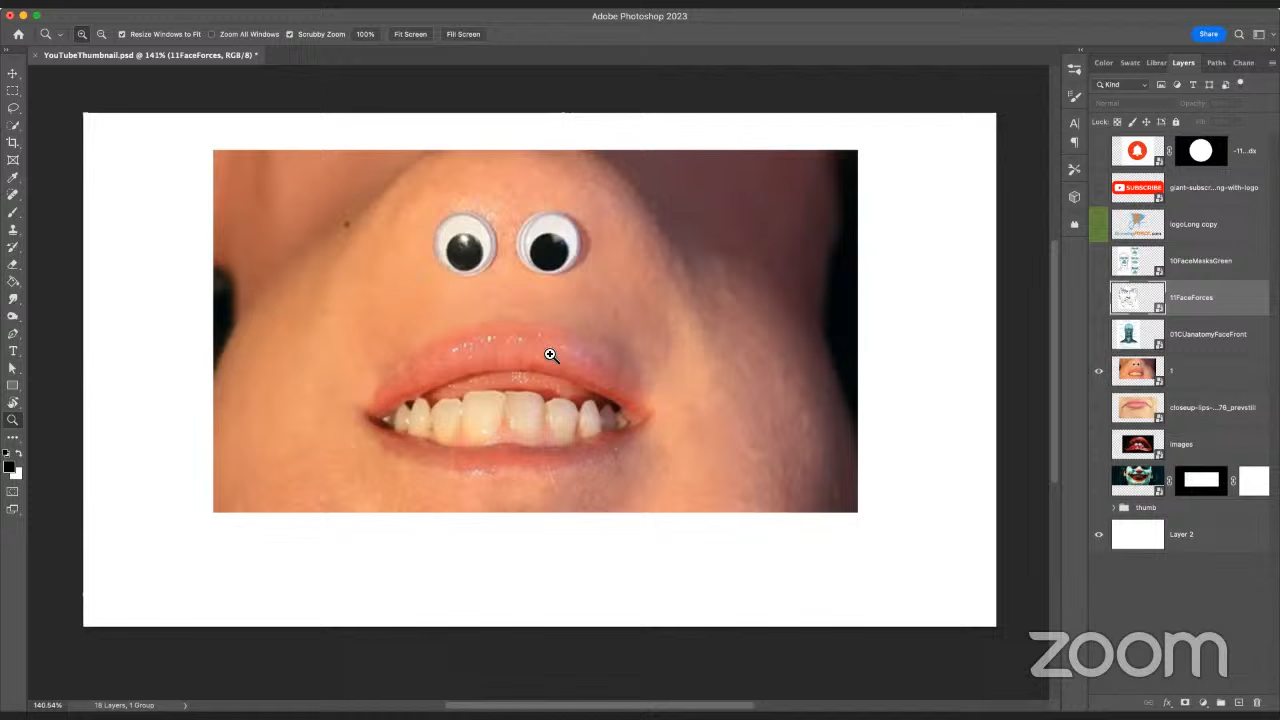 Adobe Photoshop 2023
Resize Windows to Fit
Zoom All Windows
Scrubby Zoom
100%
Fit Screen
Fill Screen
Share
YouTubeThumbnail.psd @ 141% (11FaceForces, RGB/8) *
Color
Swatc
Librar
Layers
Paths
Chane
Kind
Normal
Opacity:
Lock:
Fill:
-11...dx
SUBSCRIBE
giant-subscr...ng-with-logo
logoLong copy
10FaceMasksGreen
11FaceForces
01CUanatomyFaceFront
1
closeup-lips-...76_prevstill
images
thumb
Layer 2
zoom
140.54%
18 Layers, 1 Group